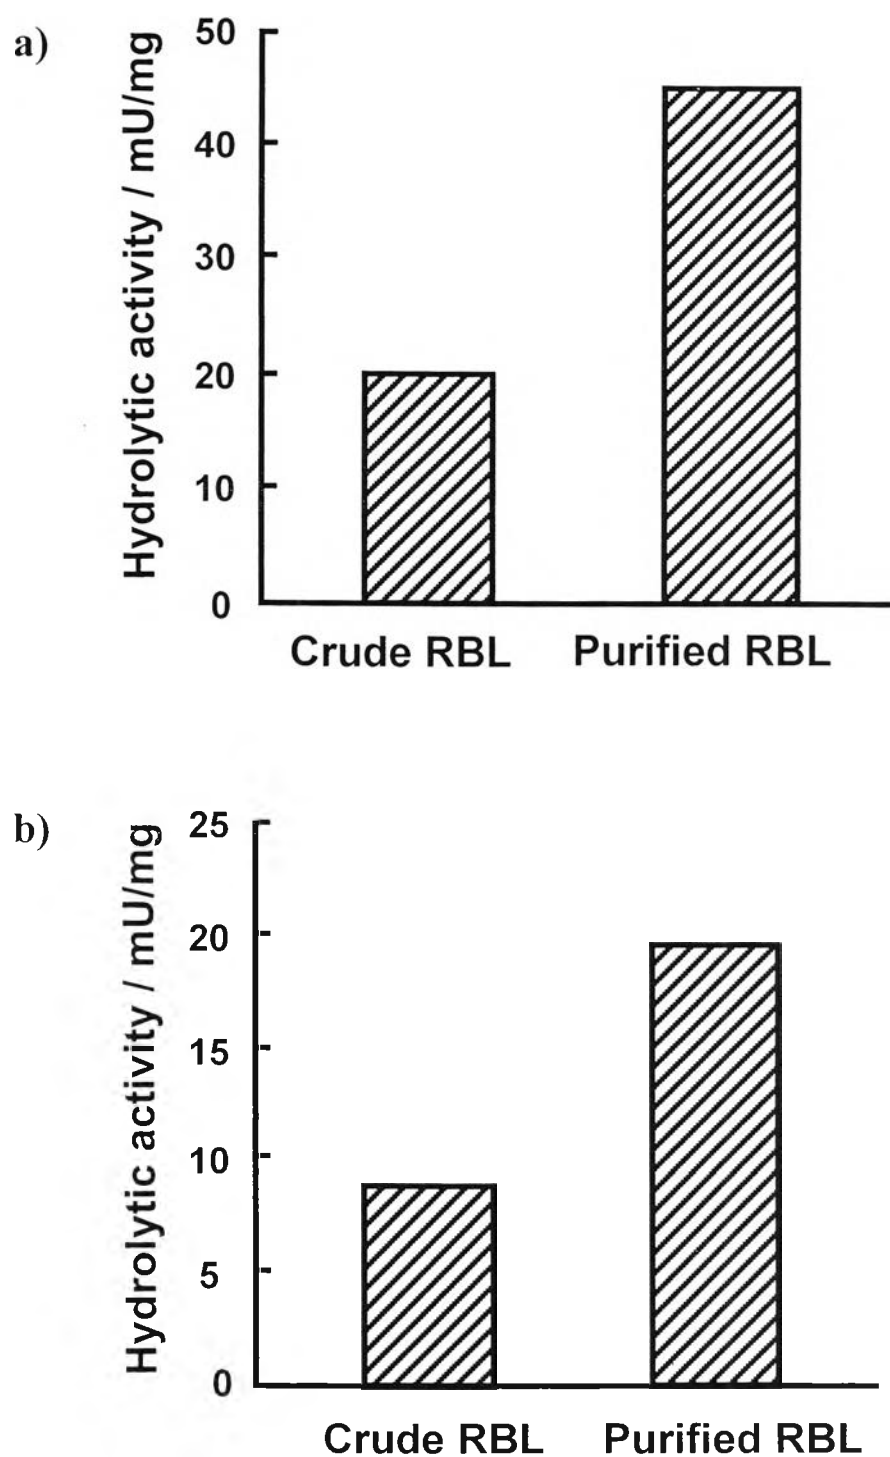 a)
Hydrolytic activity / mU/mg
50
40
30
20
10
0
Crude RBL Purified RBL
b)
Hydrolytic activity / mU/mg
25
20
15
10
5
0
Crude RBL Purified RBL